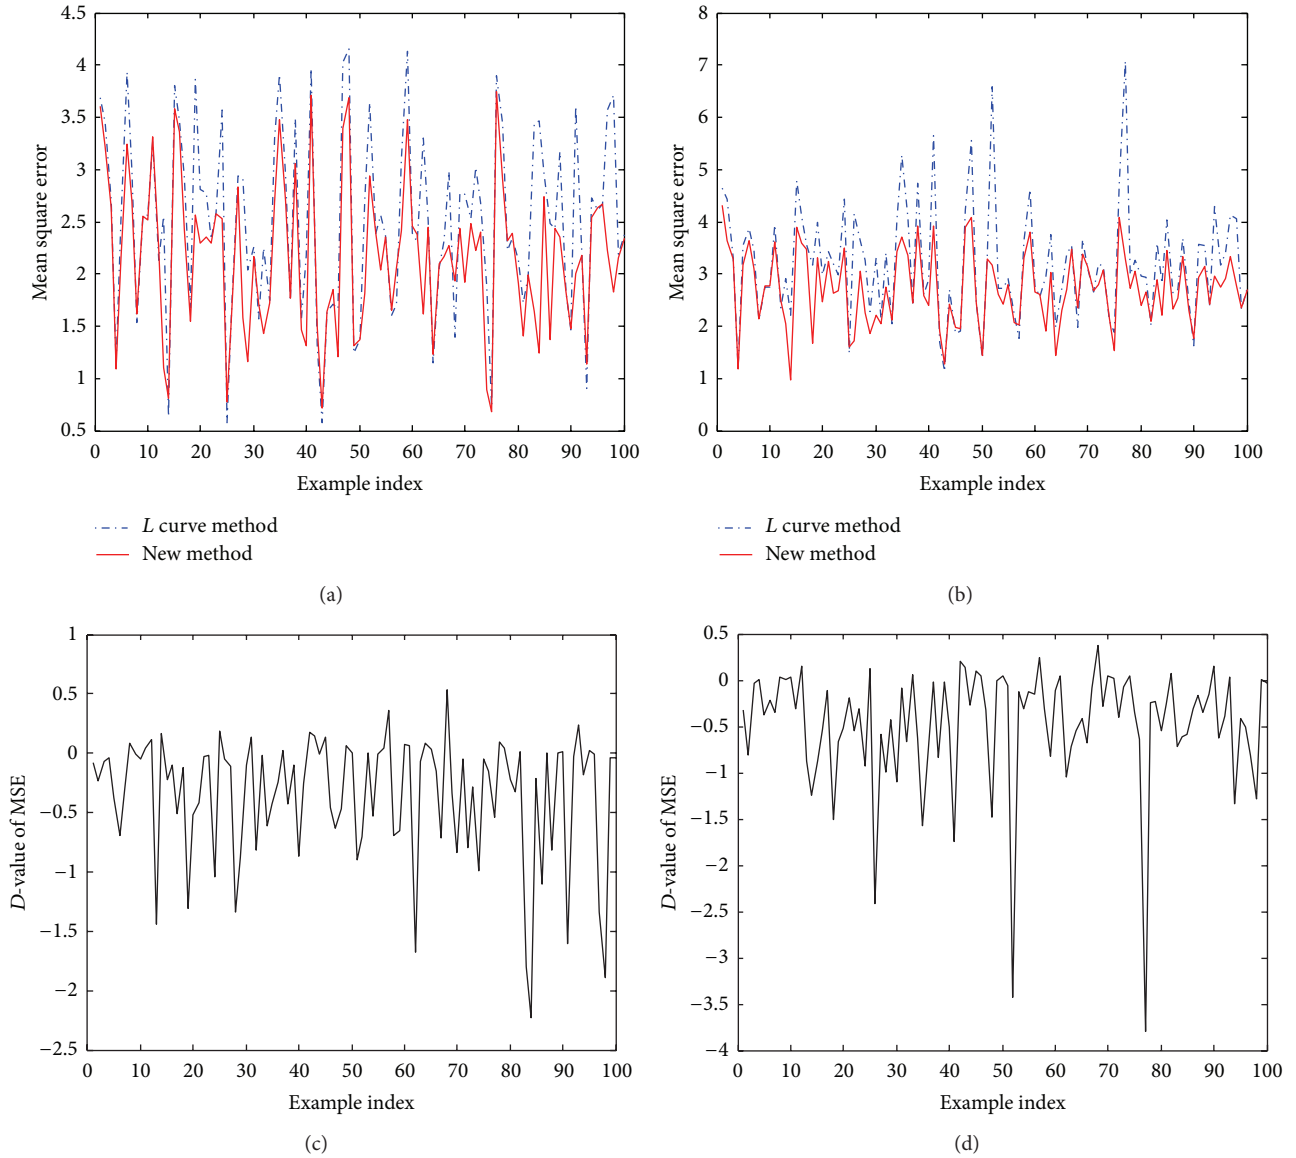 4.5
4
3.5
3
2.5
2
1.5
1
0.5
Mean square error
0 10 20 30 40 50 60 70 80 90 100
Example index
L curve method
New method
(a)
8
7
6
5
4
3
2
1
0
Mean square error
0 10 20 30 40 50 60 70 80 90 100
Example index
L curve method
New method
(b)
1
0.5
0
−0.5
−1
−1.5
−2
−2.5
D-value of MSE
0 10 20 30 40 50 60 70 80 90 100
Example index
(c)
0.5
0
−0.5
−1
−1.5
−2
−2.5
−3
−3.5
−4
D-value of MSE
0 10 20 30 40 50 60 70 80 90 100
Example index
(d)